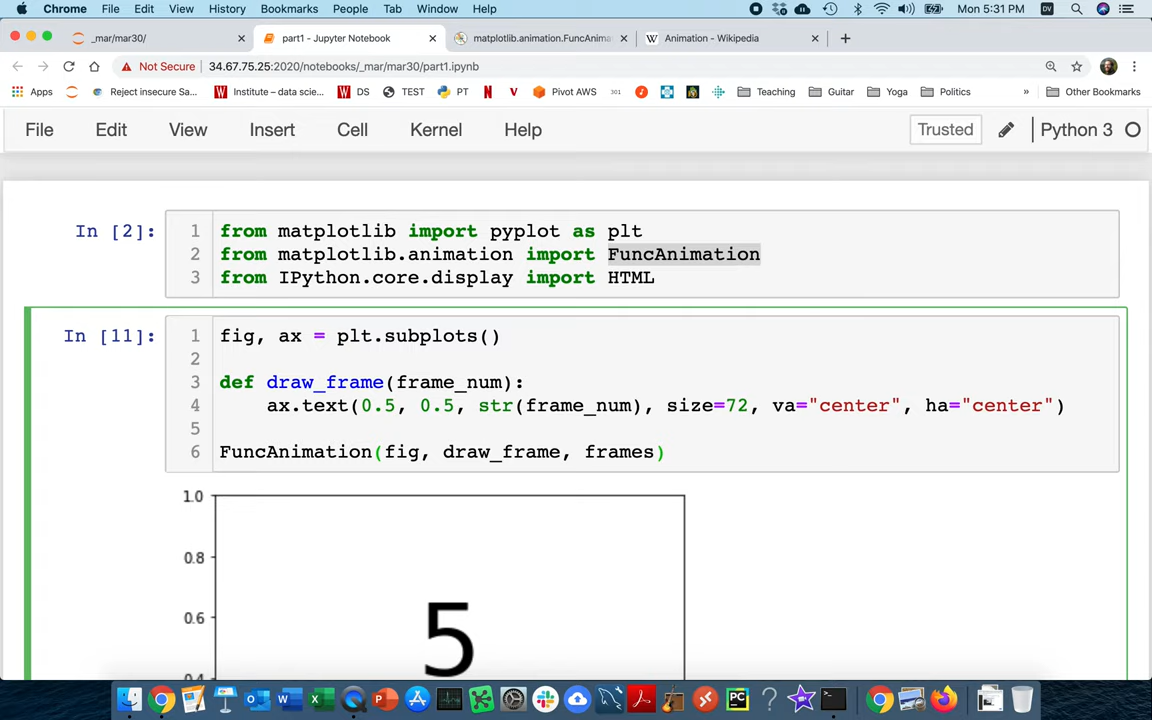 Chrome File Edit View History Bookmarks People Tab Window Help Mon 5:31 PM DV
_mar/mar30/ part1 - Jupyter Notebook matplotlib.animation.FuncAnima Animation - Wikipedia
Not Secure 34.67.75.25:2020/notebooks/_mar/mar30/part1.ipynb
Apps Reject insecure Sa... Institute – data scie... DS TEST PT Pivot AWS Teaching Guitar Yoga Politics » Other Bookmarks
File Edit View Insert Cell Kernel Help Trusted Python 3
In [2]:
1 from matplotlib import pyplot as plt
2 from matplotlib.animation import FuncAnimation
3 from IPython.core.display import HTML
In [11]:
1 fig, ax = plt.subplots()
2
3 def draw_frame(frame_num):
4 ax.text(0.5, 0.5, str(frame_num), size=72, va="center", ha="center")
5
6 FuncAnimation(fig, draw_frame, frames)
1.0
0.8
0.6
5
0.4